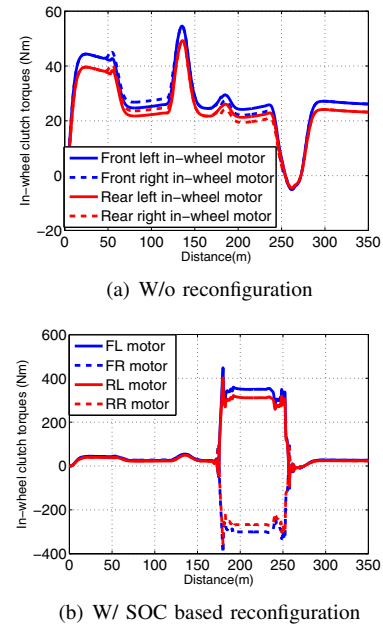 60
40
20
0
−20
In−wheel clutch torques (Nm)
Front left in−wheel motor
Front right in−wheel motor
Rear left in−wheel motor
Rear right in−wheel motor
0 50 100 150 200 250 300 350
Distance(m)
(a) W/o reconfiguration
600
400
200
0
−200
−400
In−wheel clutch torques (Nm)
FL motor
FR motor
RL motor
RR motor
0 50 100 150 200 250 300 350
Distance(m)
(b) W/ SOC based reconfiguration